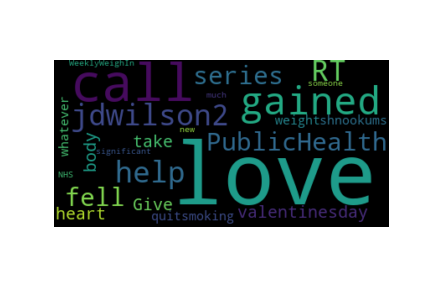 WeeklyWeighIn
call
series
RT
someone
much
gained
whatever
jdwilson2
weightshnookums
new
body
take
PublicHealth
significant
love
NHS
help
fell
Give
heart
quitsmoking
valentinesday